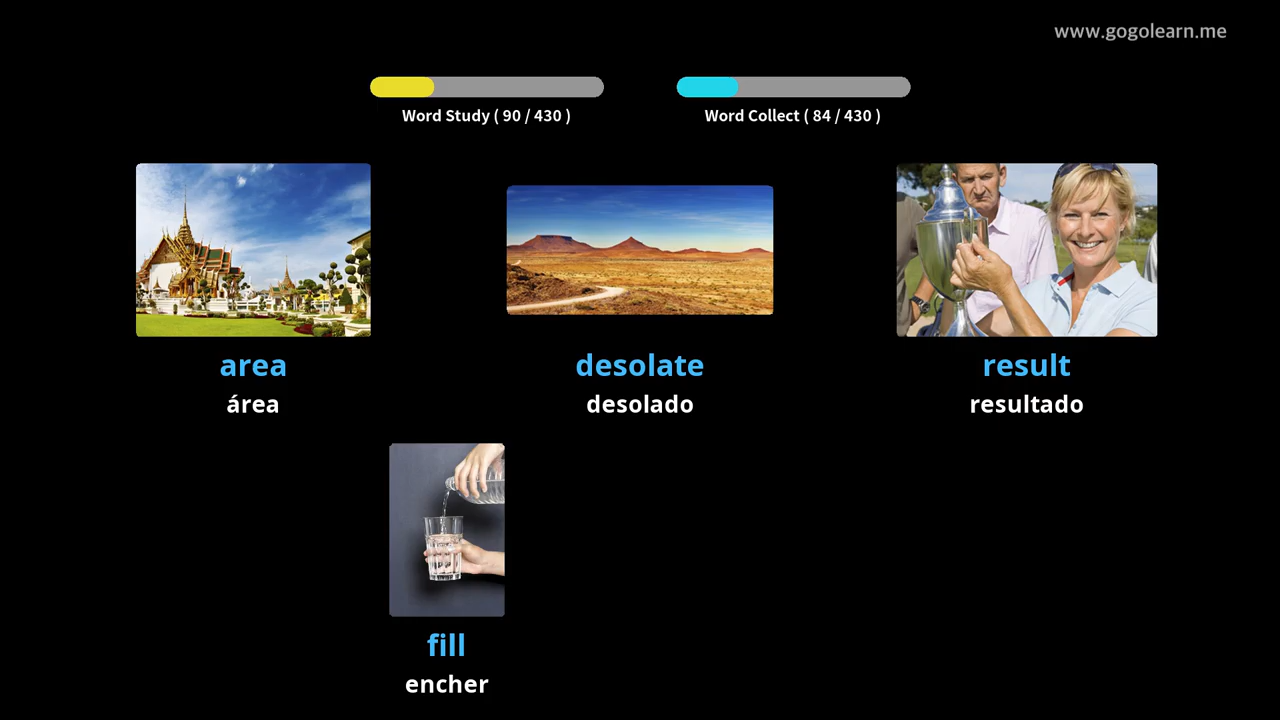 www.gogolearn.me
Word Study ( 90 / 430 )
Word Collect ( 84 / 430 )
area
área
desolate
desolado
result
resultado
fill
encher